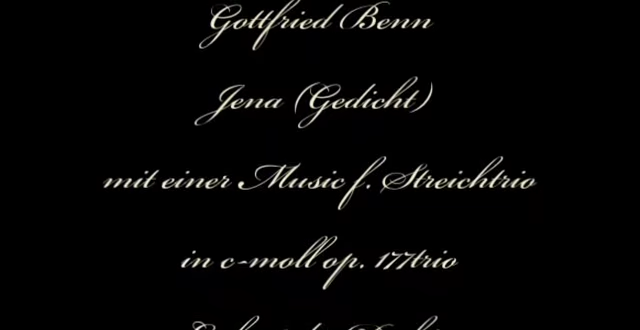 Gottfried Benn
Jena (Gedicht)
mit einer Music f. Streichtrio
in c-moll op. 177trio